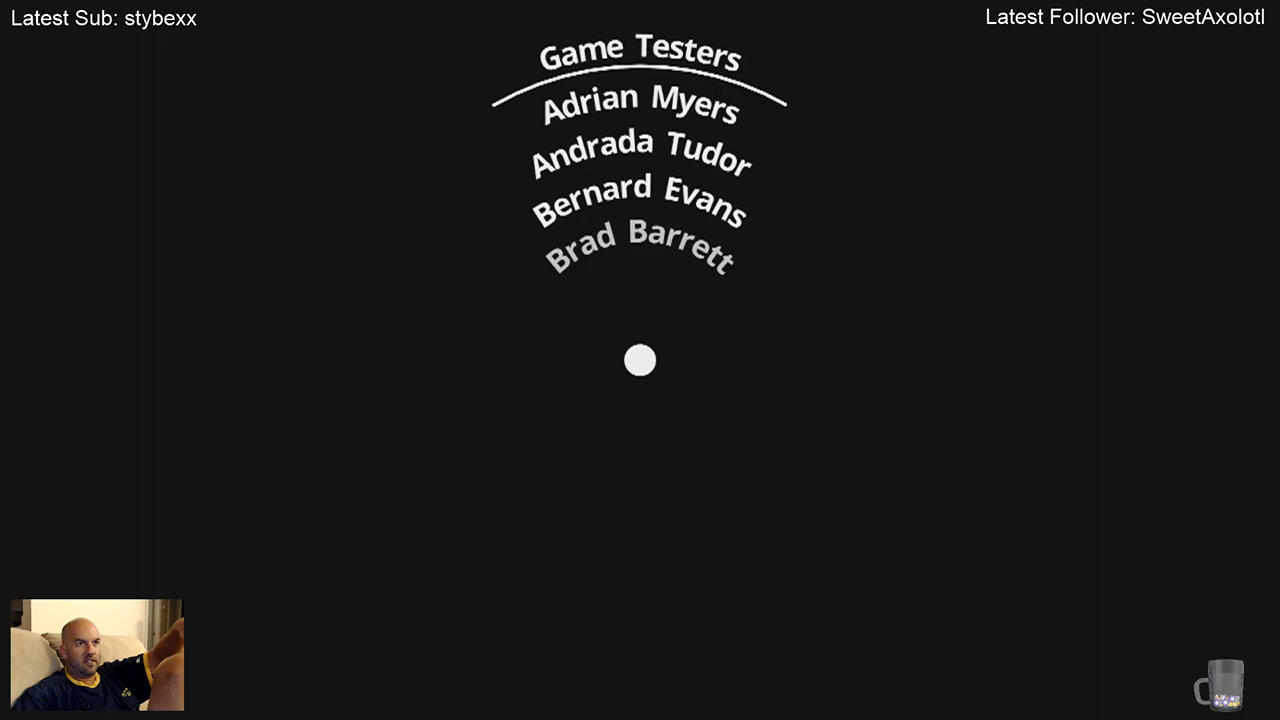 Latest Sub: stybexx
Latest Follower: SweetAxolotl
Game Testers
Adrian Myers
Andrada Tudor
Bernard Evans
Brad Barrett